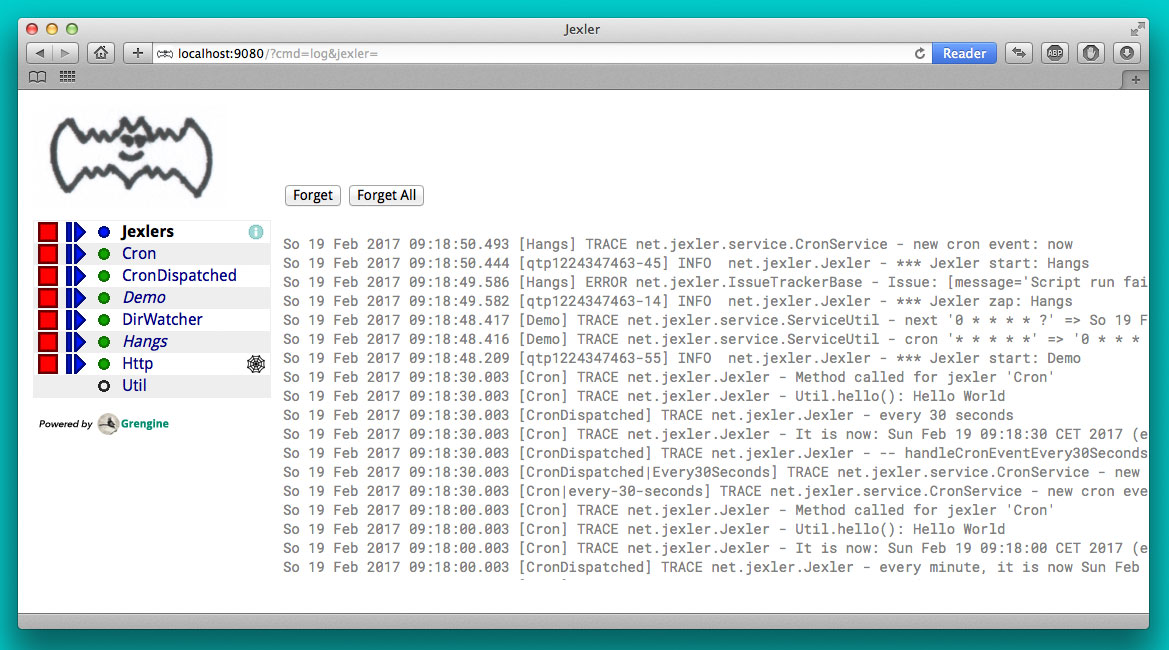 Jexler
localhost:9080/?cmd=log&jexler=
Reader
ABP
Forget Forget All
Jexlers
Cron
CronDispatched
Demo
DirWatcher
Hangs
Http
Util
Powered by Grengine
So 19 Feb 2017 09:18:50.493 [Hangs] TRACE net.jexler.service.CronService - new cron event: now
So 19 Feb 2017 09:18:50.444 [qtp1224347463-45] INFO  net.jexler.Jexler - *** Jexler start: Hangs
So 19 Feb 2017 09:18:49.586 [Hangs] ERROR net.jexler.IssueTrackerBase - Issue: [message='Script run fai
So 19 Feb 2017 09:18:49.582 [qtp1224347463-14] INFO  net.jexler.Jexler - *** Jexler zap: Hangs
So 19 Feb 2017 09:18:48.417 [Demo] TRACE net.jexler.service.ServiceUtil - next '0 * * * * ?' => So 19 F
So 19 Feb 2017 09:18:48.416 [Demo] TRACE net.jexler.service.ServiceUtil - cron '* * * * *' => '0 * * *
So 19 Feb 2017 09:18:48.209 [qtp1224347463-55] INFO  net.jexler.Jexler - *** Jexler start: Demo
So 19 Feb 2017 09:18:30.003 [Cron] TRACE net.jexler.Jexler - Method called for jexler 'Cron'
So 19 Feb 2017 09:18:30.003 [Cron] TRACE net.jexler.Jexler - Util.hello(): Hello World
So 19 Feb 2017 09:18:30.003 [CronDispatched] TRACE net.jexler.Jexler - every 30 seconds
So 19 Feb 2017 09:18:30.003 [Cron] TRACE net.jexler.Jexler - It is now: Sun Feb 19 09:18:30 CET 2017 (e
So 19 Feb 2017 09:18:30.003 [CronDispatched] TRACE net.jexler.Jexler - -- handleCronEventEvery30Seconds
So 19 Feb 2017 09:18:30.003 [CronDispatched|Every30Seconds] TRACE net.jexler.service.CronService - new
So 19 Feb 2017 09:18:30.003 [Cron|every-30-seconds] TRACE net.jexler.service.CronService - new cron eve
So 19 Feb 2017 09:18:00.003 [Cron] TRACE net.jexler.Jexler - Method called for jexler 'Cron'
So 19 Feb 2017 09:18:00.003 [Cron] TRACE net.jexler.Jexler - Util.hello(): Hello World
So 19 Feb 2017 09:18:00.003 [Cron] TRACE net.jexler.Jexler - It is now: Sun Feb 19 09:18:00 CET 2017 (e
So 19 Feb 2017 09:18:00.003 [CronDispatched] TRACE net.jexler.Jexler - every minute, it is now Sun Feb